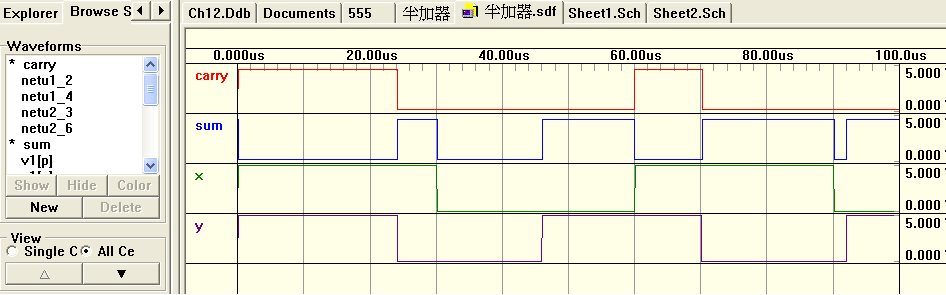 Explorer Browse S Ch12.Ddb Documents 555 半加器 半加器.sdf Sheet1.Sch Sheet2.Sch
Waveforms
* carry
netu1_2
netu1_4
netu2_3
netu2_6
* sum
v1[p]
Show Hide Color
New Delete
View
Single C All Ce
0.000us 20.00us 40.00us 60.00us 80.00us 100.0us
carry 5.000
0.000
sum 5.000
0.000
x 5.000
0.000
y 5.000
0.000